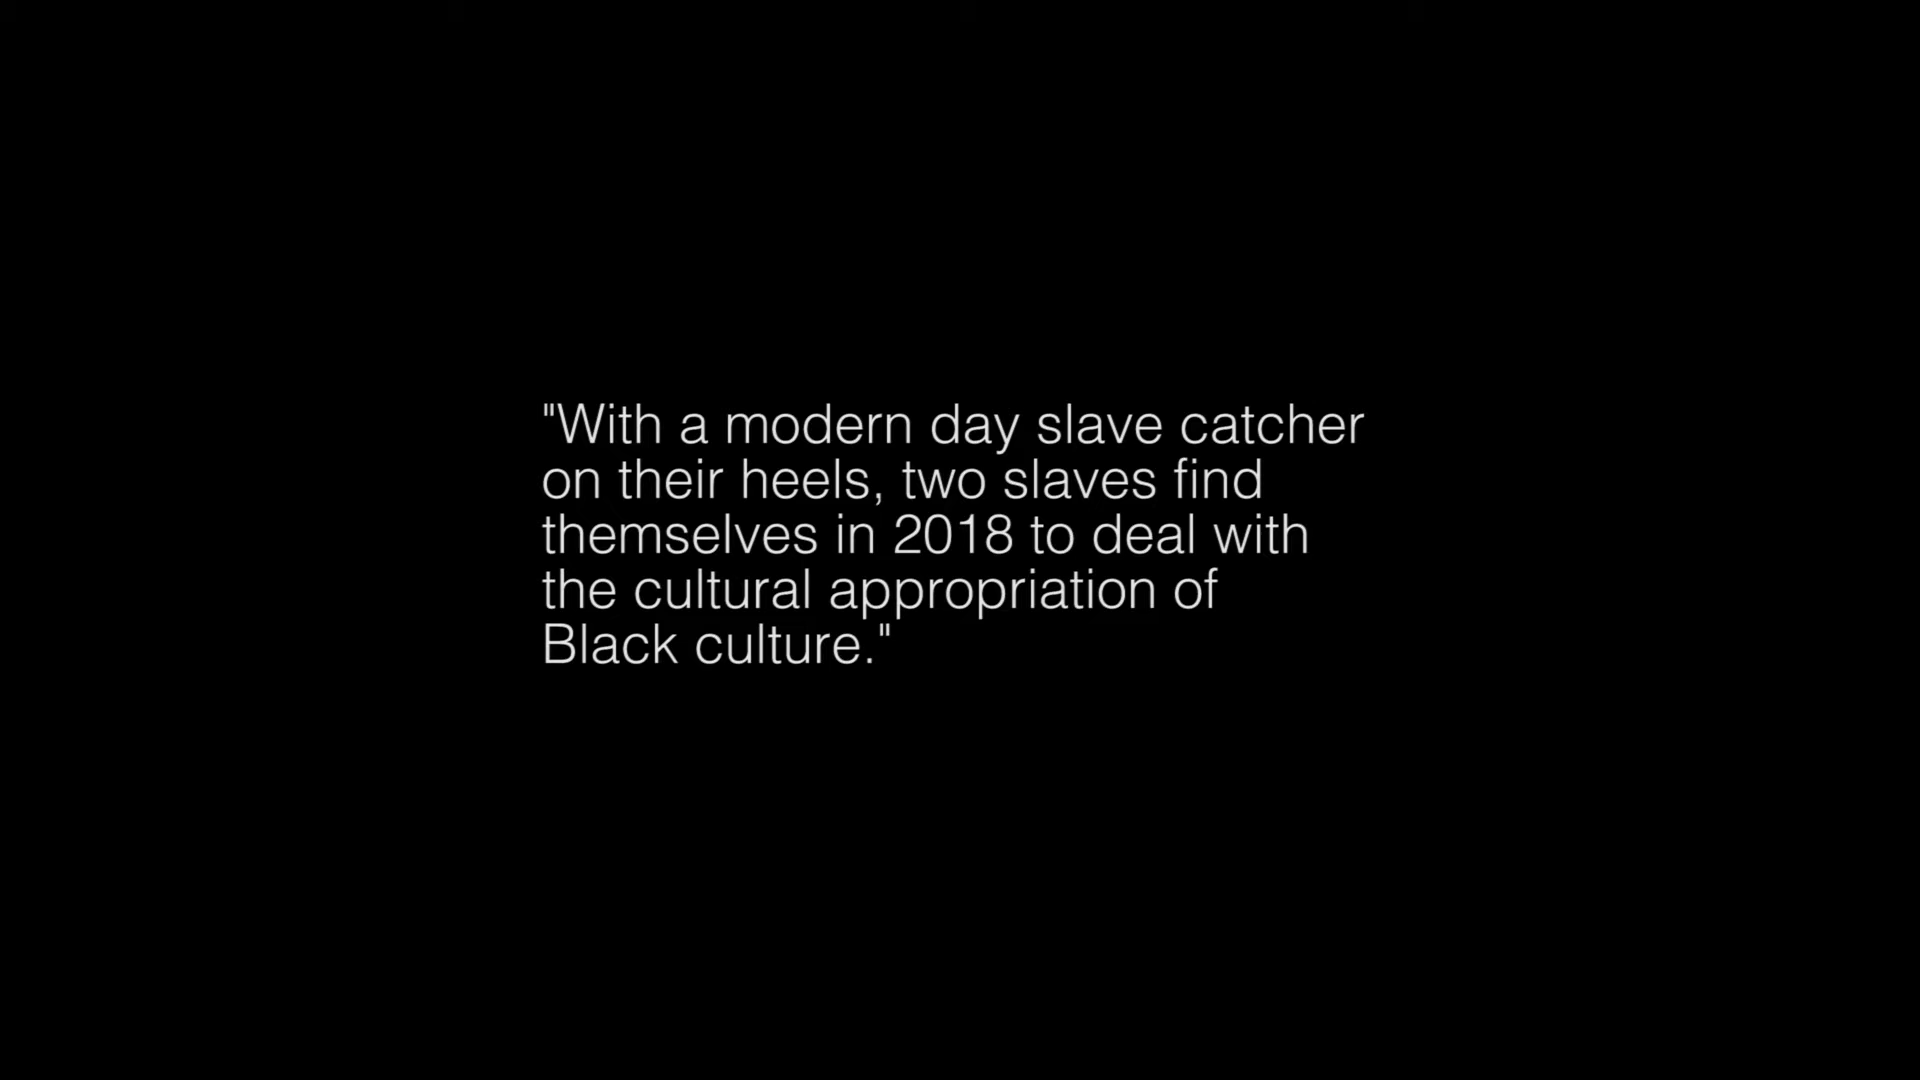 "With a modern day slave catcher
on their heels, two slaves find
themselves in 2018 to deal with
the cultural appropriation of
Black culture."